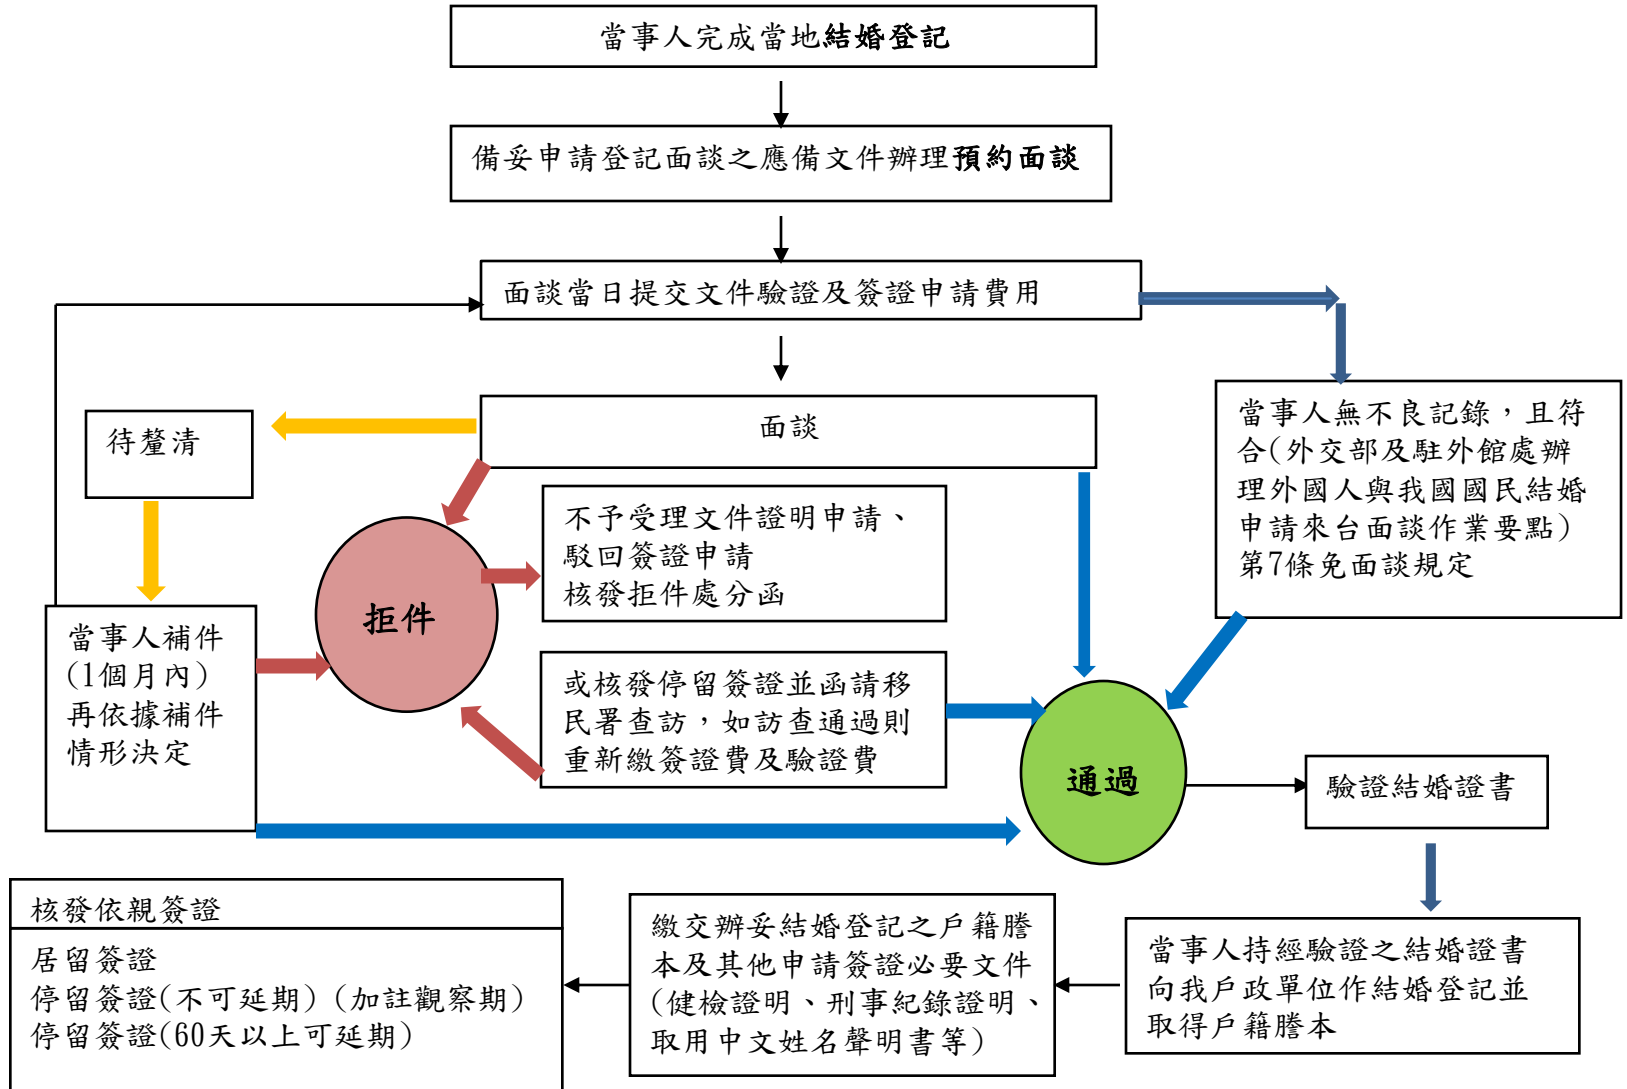 當事人完成當地結婚登記
備妥申請登記面談之應備文件辦理預約面談
面談當日提交文件驗證及簽證申請費用
面談
待釐清
當事人無不良記錄，且符
合(外交部及駐外館處辦
理外國人與我國國民結婚
申請來台面談作業要點)
第7條免面談規定
不予受理文件證明申請、
駁回簽證申請
核發拒件處分函
拒件
當事人補件
(1個月內)
再依據補件
情形決定
或核發停留簽證並函請移
民署查訪，如訪查通過則
重新繳簽證費及驗證費
通過
驗證結婚證書
當事人持經驗證之結婚證書
向我戶政單位作結婚登記並
取得戶籍謄本
繳交辦妥結婚登記之戶籍謄
本及其他申請簽證必要文件
(健檢證明、刑事紀錄證明、
取用中文姓名聲明書等)
核發依親簽證
居留簽證
停留簽證(不可延期) (加註觀察期)
停留簽證(60天以上可延期)